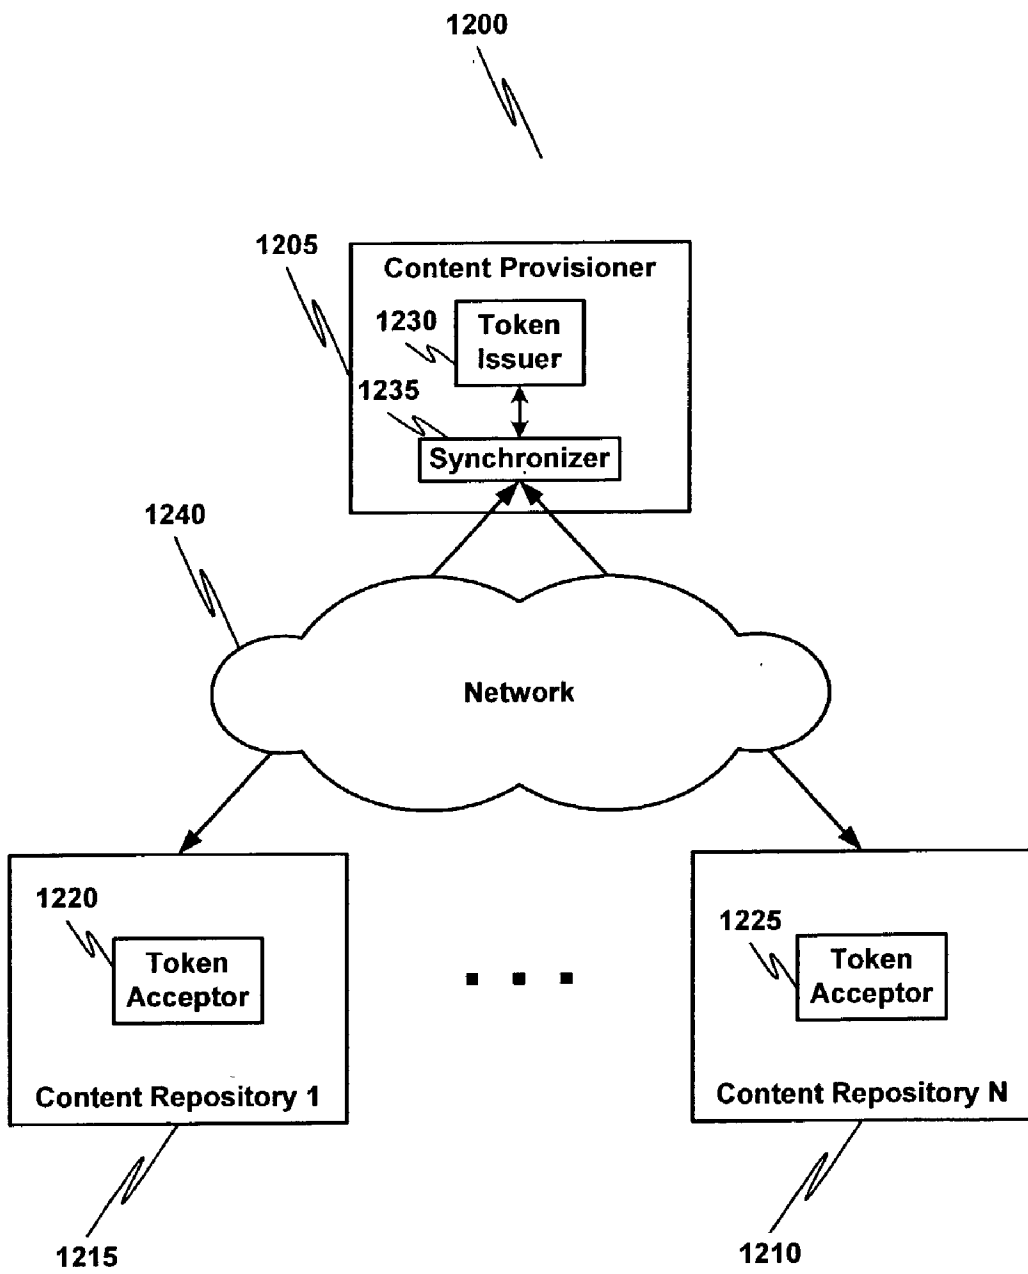 1200
1205
Content Provisioner
1230
Token
Issuer
1235
Synchronizer
1240
Network
1220
Token
Acceptor
Content Repository 1
1225
Token
Acceptor
Content Repository N
1215
1210